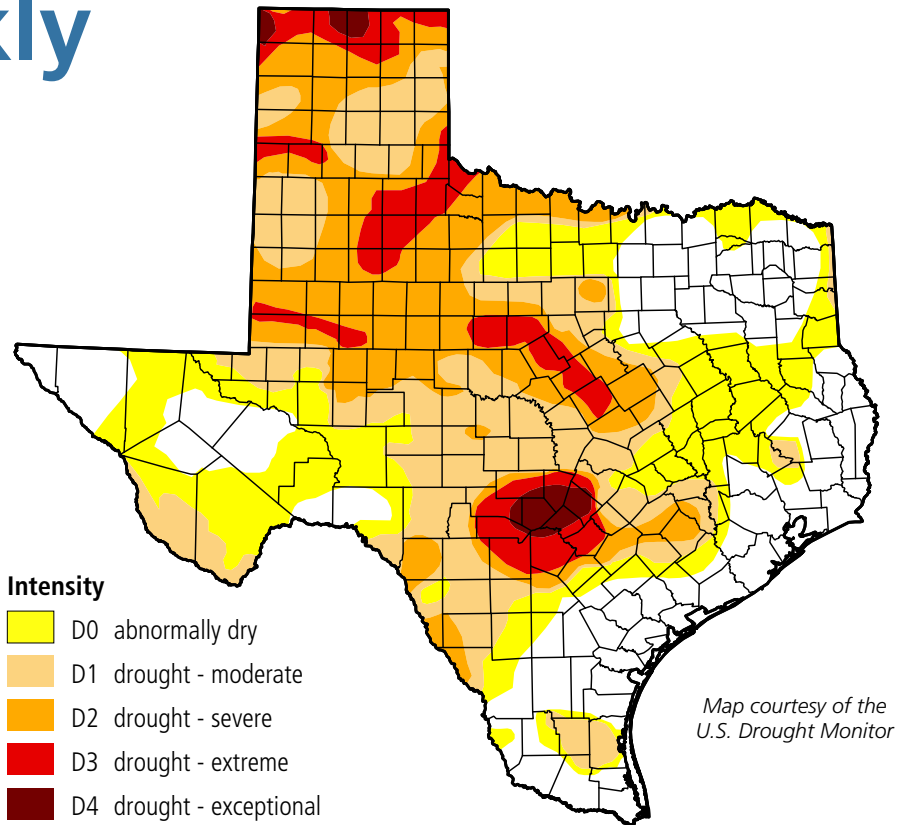 kly
Intensity
D0 abnormally dry
D1 drought - moderate
D2 drought - severe
D3 drought - extreme
D4 drought - exceptional
Map courtesy of the
U.S. Drought Monitor